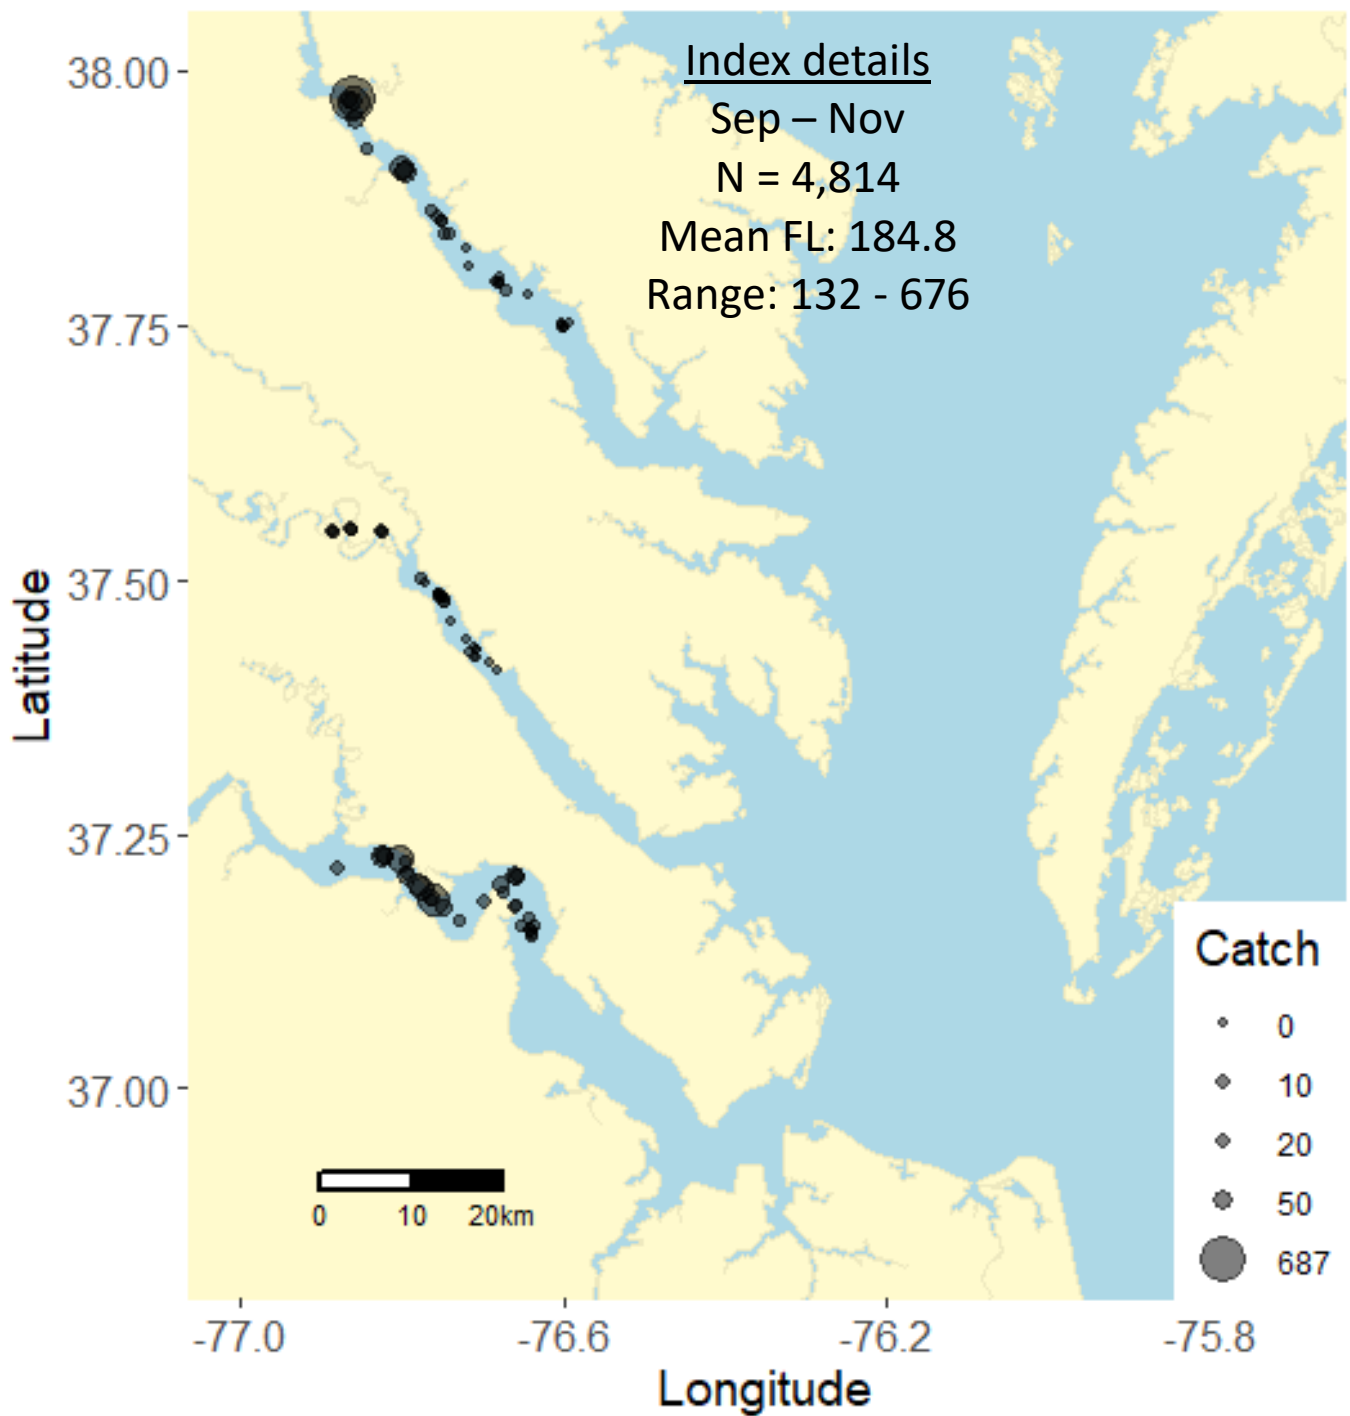 Index details
Sep – Nov
N = 4,814
Mean FL: 184.8
Range: 132 - 676
38.00
37.75
37.50
37.25
37.00
Latitude
Catch
0
10
20
50
687
0 10 20km
-77.0 -76.6 -76.2 -75.8
Longitude